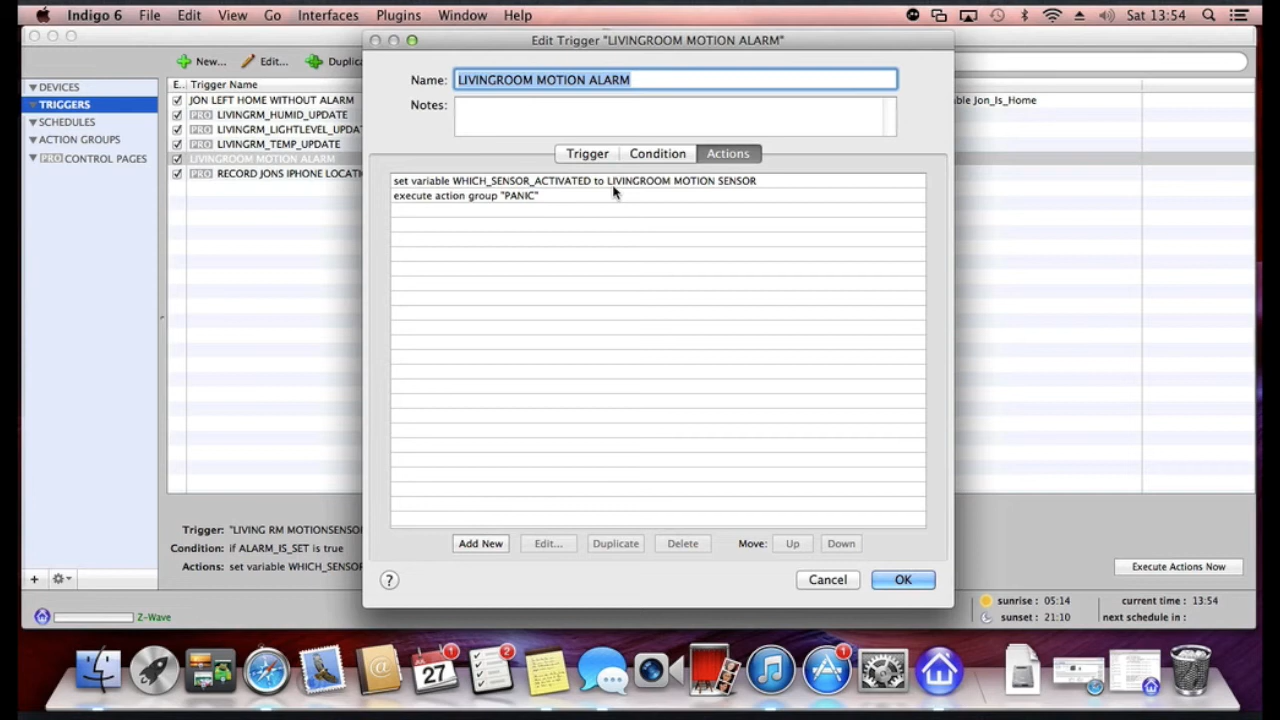 Indigo 6 File Edit View Go Interfaces Plugins Window Help Sat 13:54
Edit Trigger "LIVINGROOM MOTION ALARM"
New... Edit... Duplica
Name: LIVINGROOM MOTION ALARM
Notes:
DEVICES
TRIGGERS
SCHEDULES
ACTION GROUPS
PRO CONTROL PAGES
E.. Trigger Name
JON LEFT HOME WITHOUT ALARM
PRO LIVINGRM_HUMID_UPDATE
PRO LIVINGRM_LIGHTLEVEL_UPDA
PRO LIVINGRM_TEMP_UPDATE
LIVINGROOM MOTION ALARM
PRO RECORD JONS IPHONE LOCATI
able Jon_Is_Home
Trigger Condition Actions
set variable WHICH_SENSOR_ACTIVATED to LIVINGROOM MOTION SENSOR
execute action group "PANIC"
Add New Edit... Duplicate Delete Move: Up Down
? Cancel OK
Trigger: "LIVING RM MOTIONSENSO
Condition: if ALARM_IS_SET is true
Actions: set variable WHICH_SENSO
Execute Actions Now
Z-Wave
sunrise : 05:14 current time : 13:54
sunset: 21:10 next schedule in :
1 27 2 1